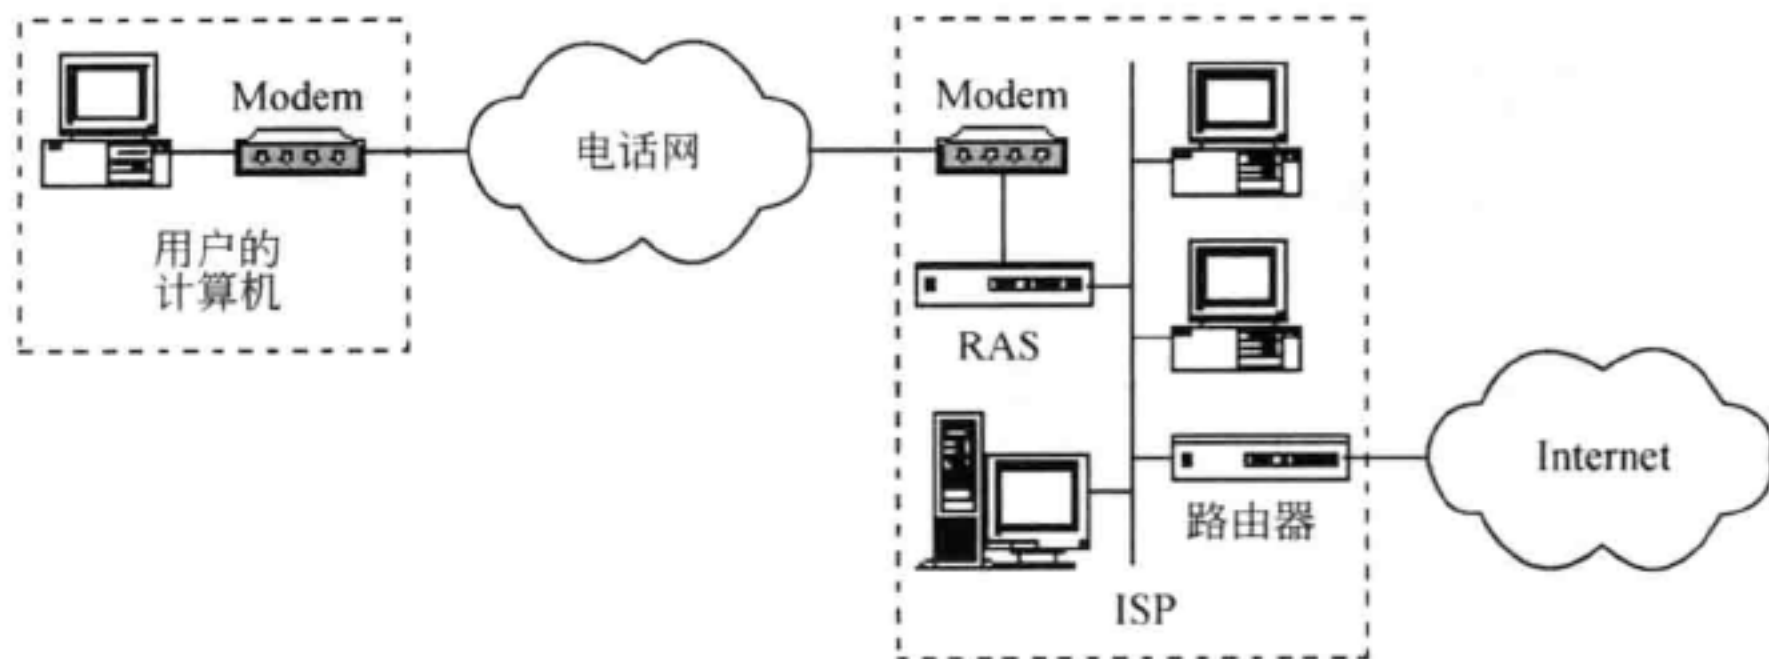 Modem
用户的
计算机
电话网
Modem
RAS
路由器
ISP
Internet